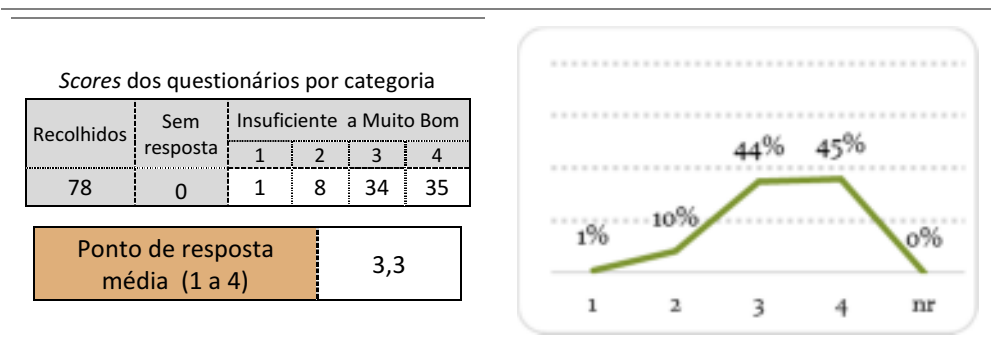 Scores dos questionários por categoria
Recolhidos Sem resposta Insuficiente a Muito Bom
1 2 3 4
78 0 1 8 34 35
Ponto de resposta
média (1 a 4)
3,3
1% 10% 44% 45% 0%
1 2 3 4 nr